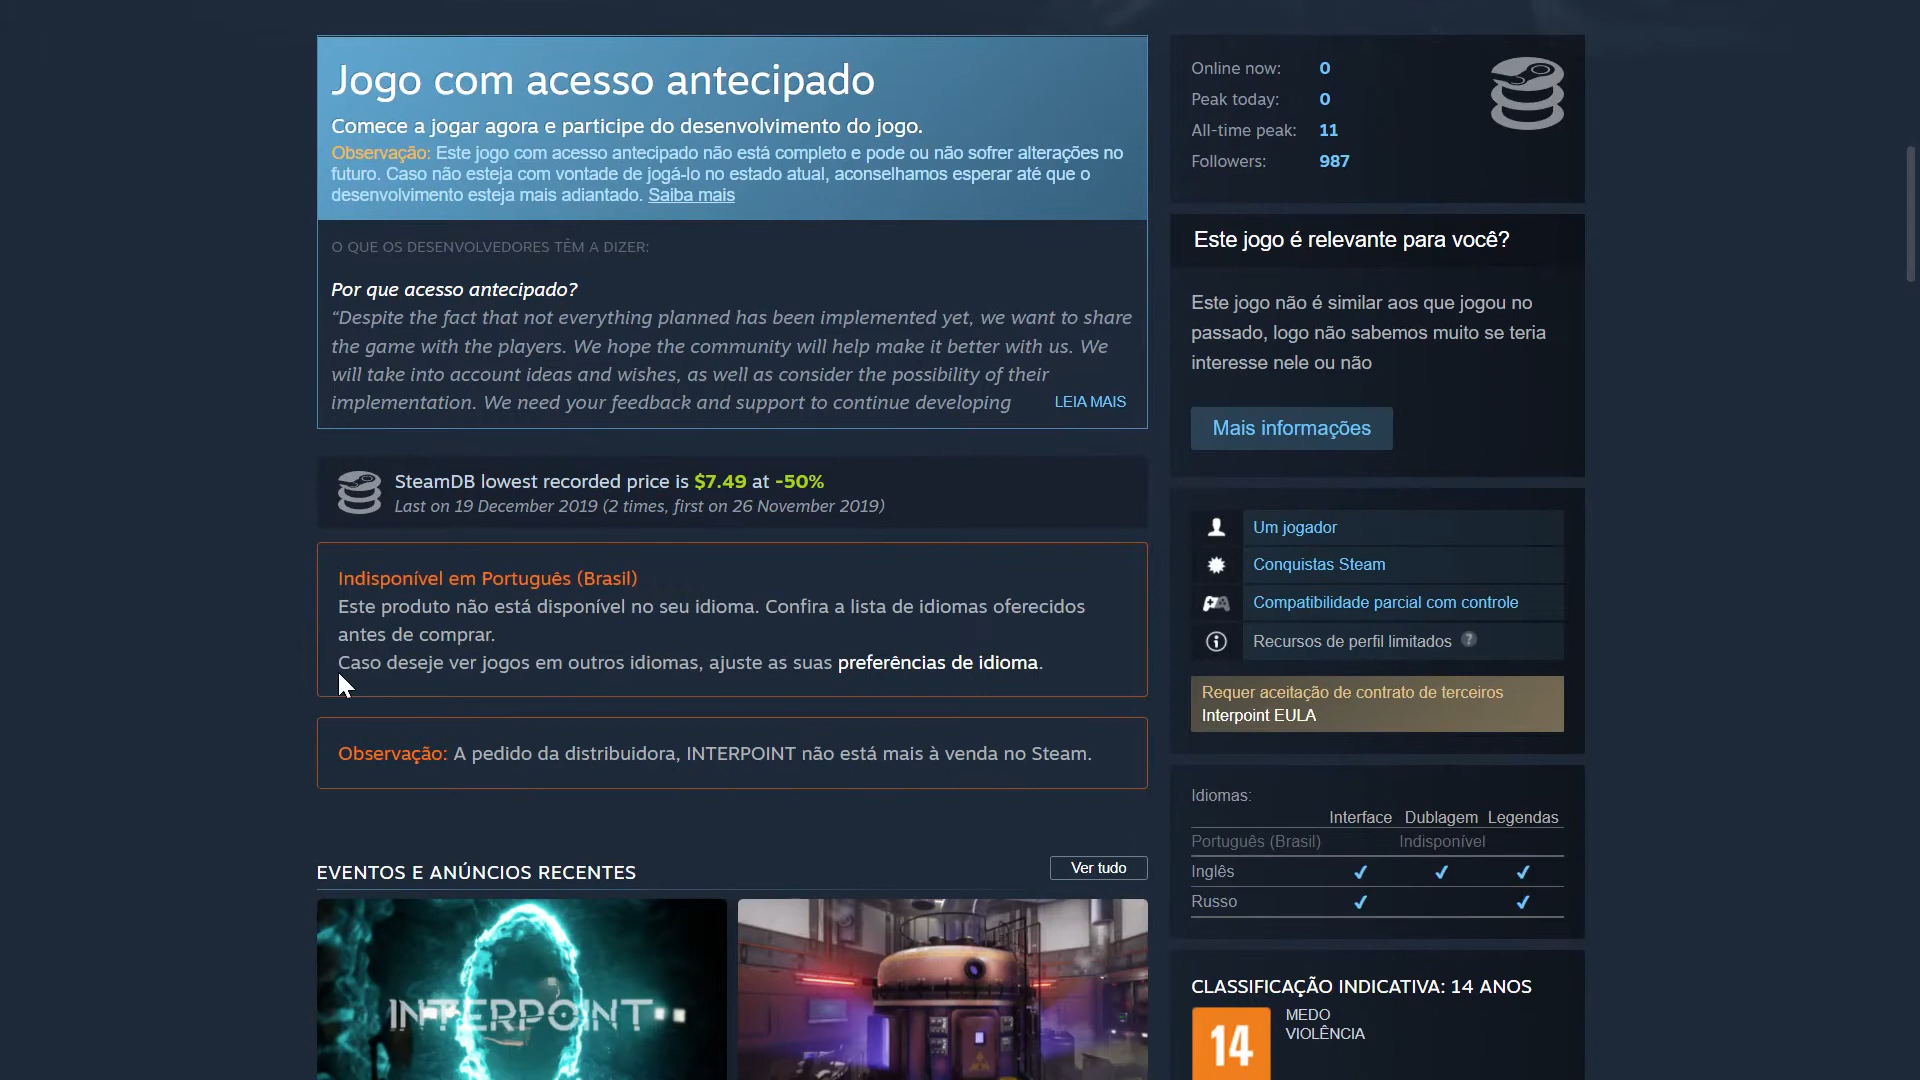 Jogo com acesso antecipado
Comece a jogar agora e participe do desenvolvimento do jogo.
Observação: Este jogo com acesso antecipado não está completo e pode ou não sofrer alterações no
futuro. Caso não esteja com vontade de jogá-lo no estado atual, aconselhamos esperar até que o
desenvolvimento esteja mais adiantado. Saiba mais
O QUE OS DESENVOLVEDORES TÊM A DIZER:
Por que acesso antecipado?
“Despite the fact that not everything planned has been implemented yet, we want to share
the game with the players. We hope the community will help make it better with us. We
will take into account ideas and wishes, as well as consider the possibility of their
implementation. We need your feedback and support to continue developing
LEIA MAIS
SteamDB lowest recorded price is $7.49 at -50%
Last on 19 December 2019 (2 times, first on 26 November 2019)
Indisponível em Português (Brasil)
Este produto não está disponível no seu idioma. Confira a lista de idiomas oferecidos
antes de comprar.
Caso deseje ver jogos em outros idiomas, ajuste as suas preferências de idioma.
Observação: A pedido da distribuidora, INTERPOINT não está mais à venda no Steam.
EVENTOS E ANÚNCIOS RECENTES
Ver tudo
INTERPOINT
Online now: 0
Peak today: 0
All-time peak: 11
Followers: 987
Este jogo é relevante para você?
Este jogo não é similar aos que jogou no
passado, logo não sabemos muito se teria
interesse nele ou não
Mais informações
Um jogador
Conquistas Steam
Compatibilidade parcial com controle
Recursos de perfil limitados ?
Requer aceitação de contrato de terceiros
Interpoint EULA
Idiomas:
Interface Dublagem Legendas
Português (Brasil) Indisponível
Inglês ✔ ✔ ✔
Russo ✔ ✔
CLASSIFICAÇÃO INDICATIVA: 14 ANOS
14
MEDO
VIOLÊNCIA